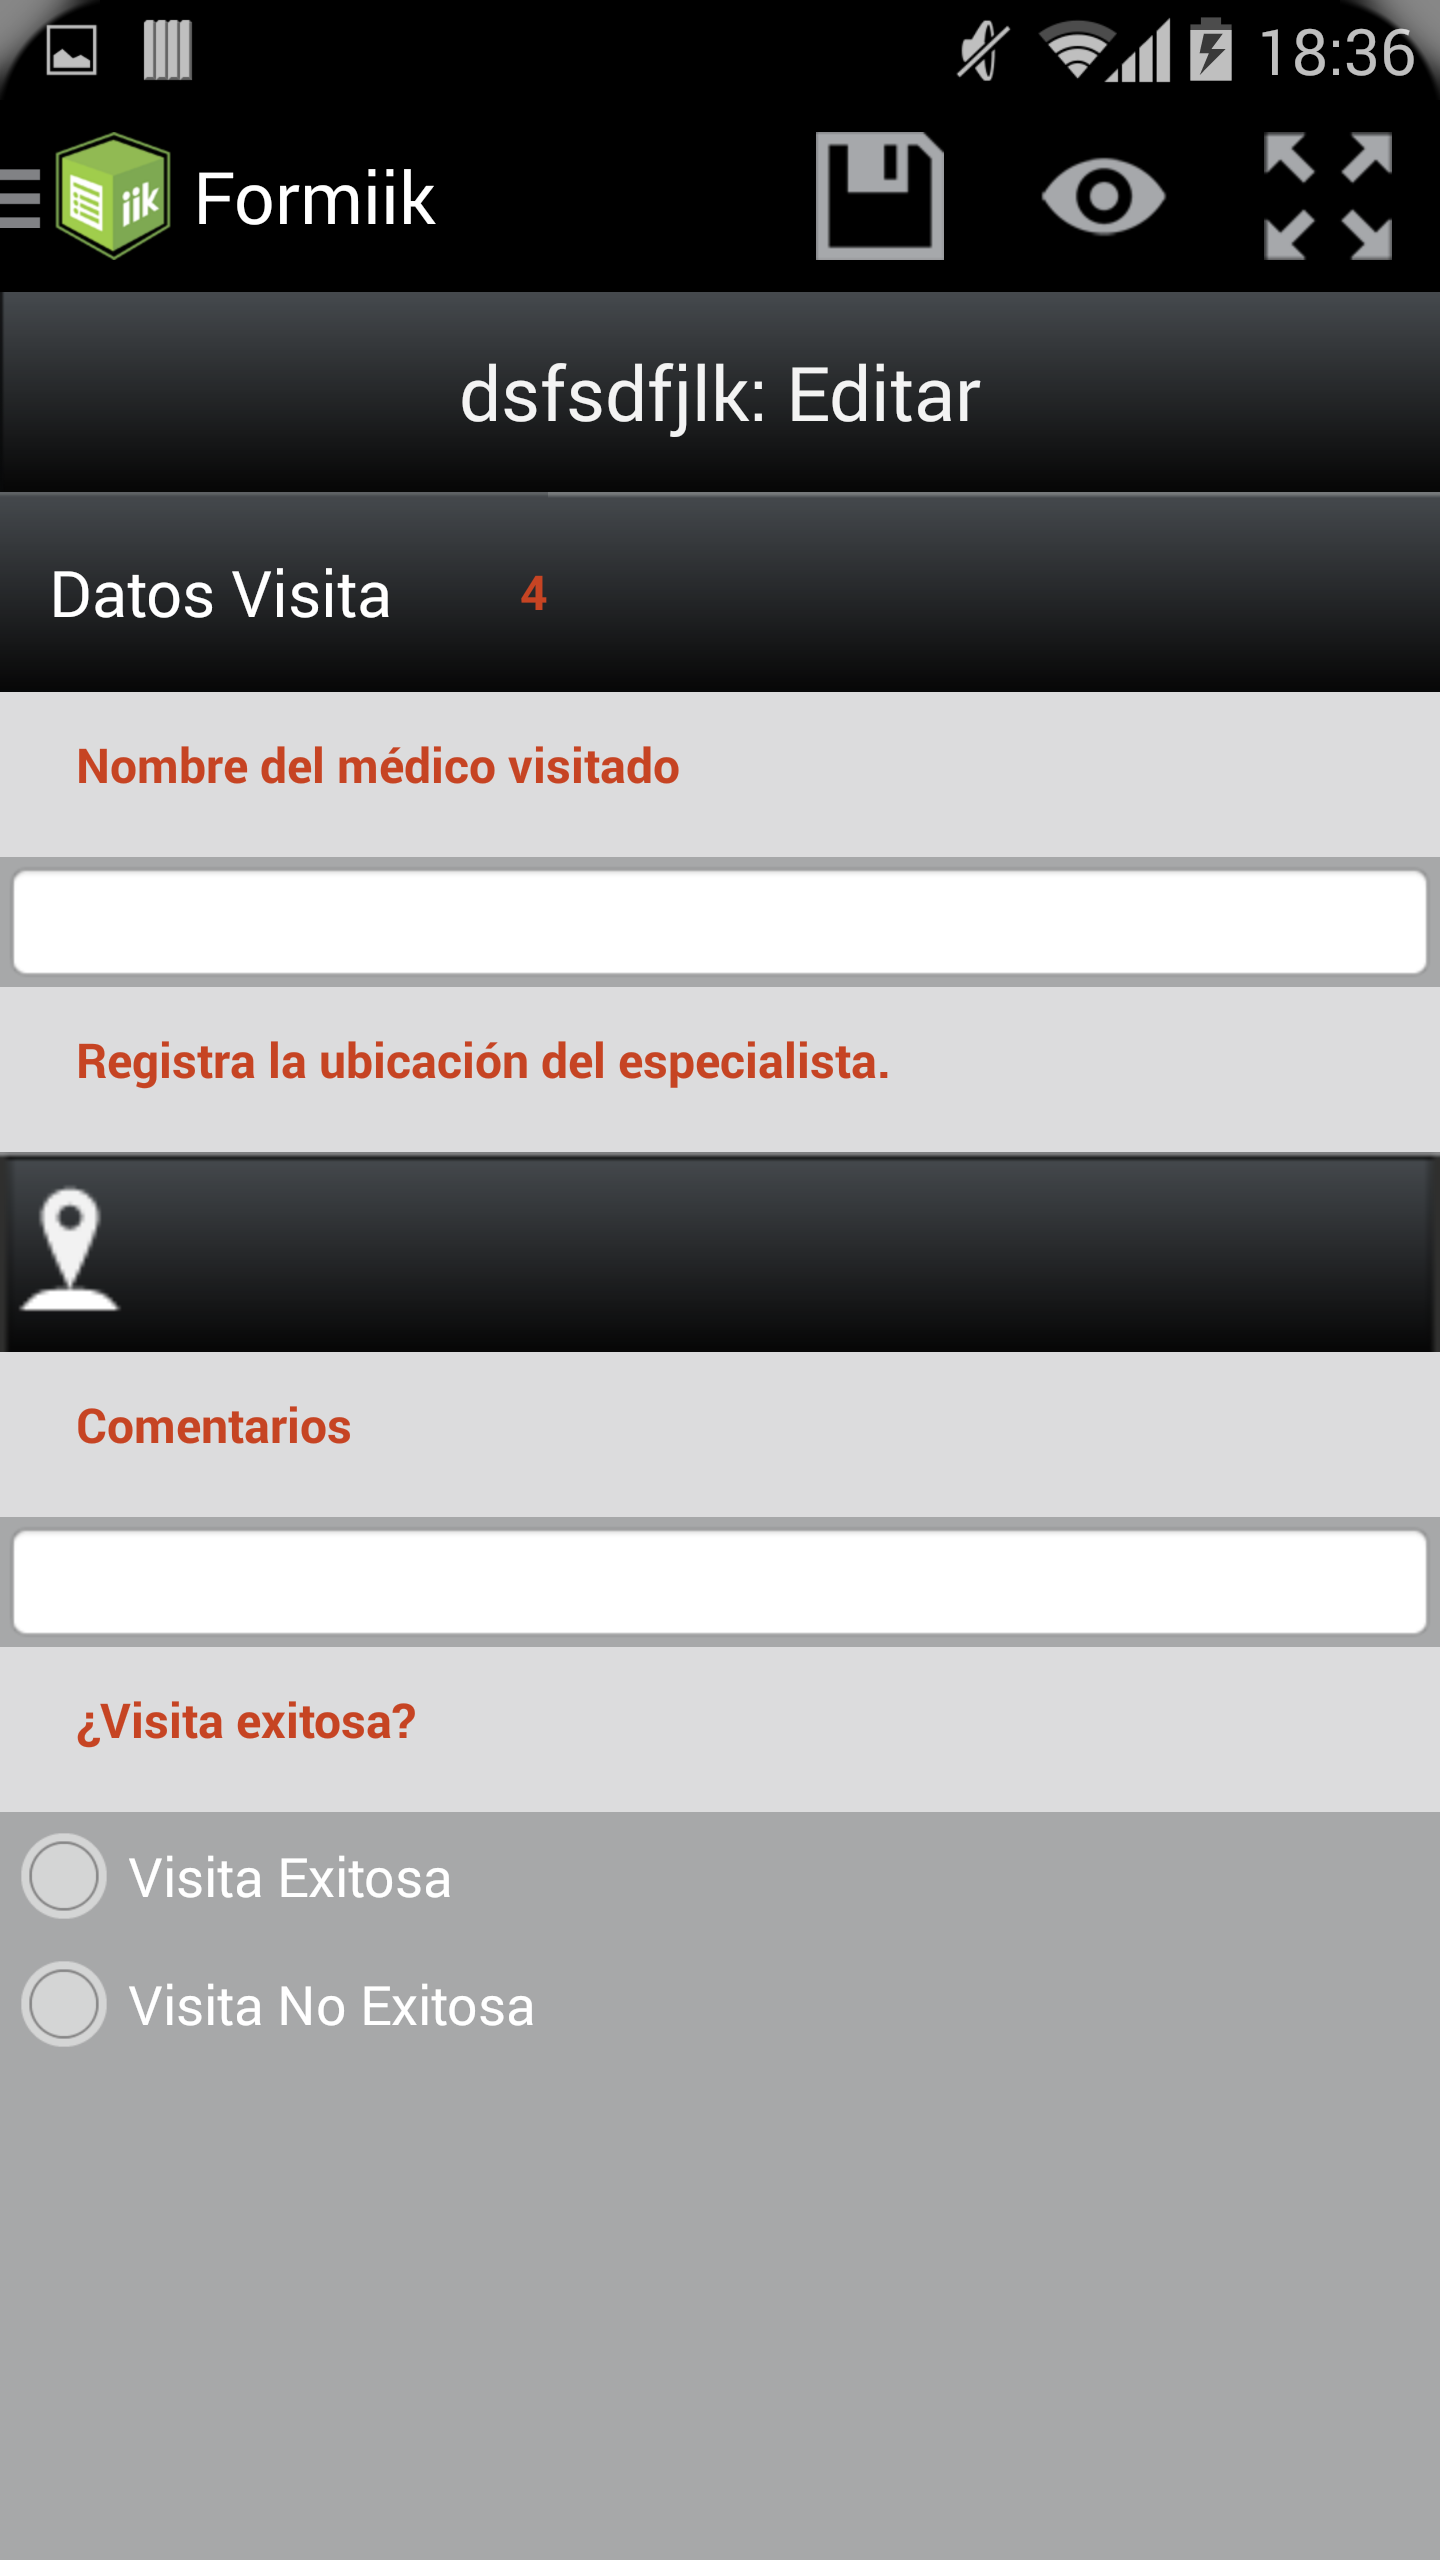 18:36
iik Formiik
dsfsdfjlk: Editar
Datos Visita 4
Nombre del médico visitado
Registra la ubicación del especialista.
Comentarios
¿Visita exitosa?
Visita Exitosa
Visita No Exitosa